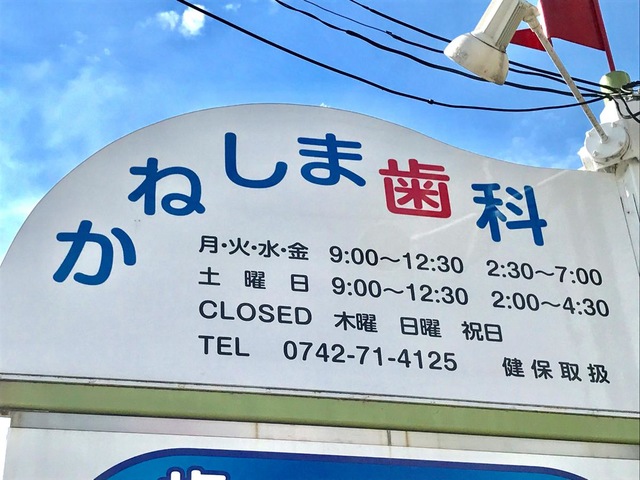 かねしま歯科
月・火・水・金 9:00〜12:30 2:30〜7:00
土曜日 9:00〜12:30 2:00〜4:30
CLOSED 木曜 日曜 祝日
TEL 0742-71-4125 健保取扱